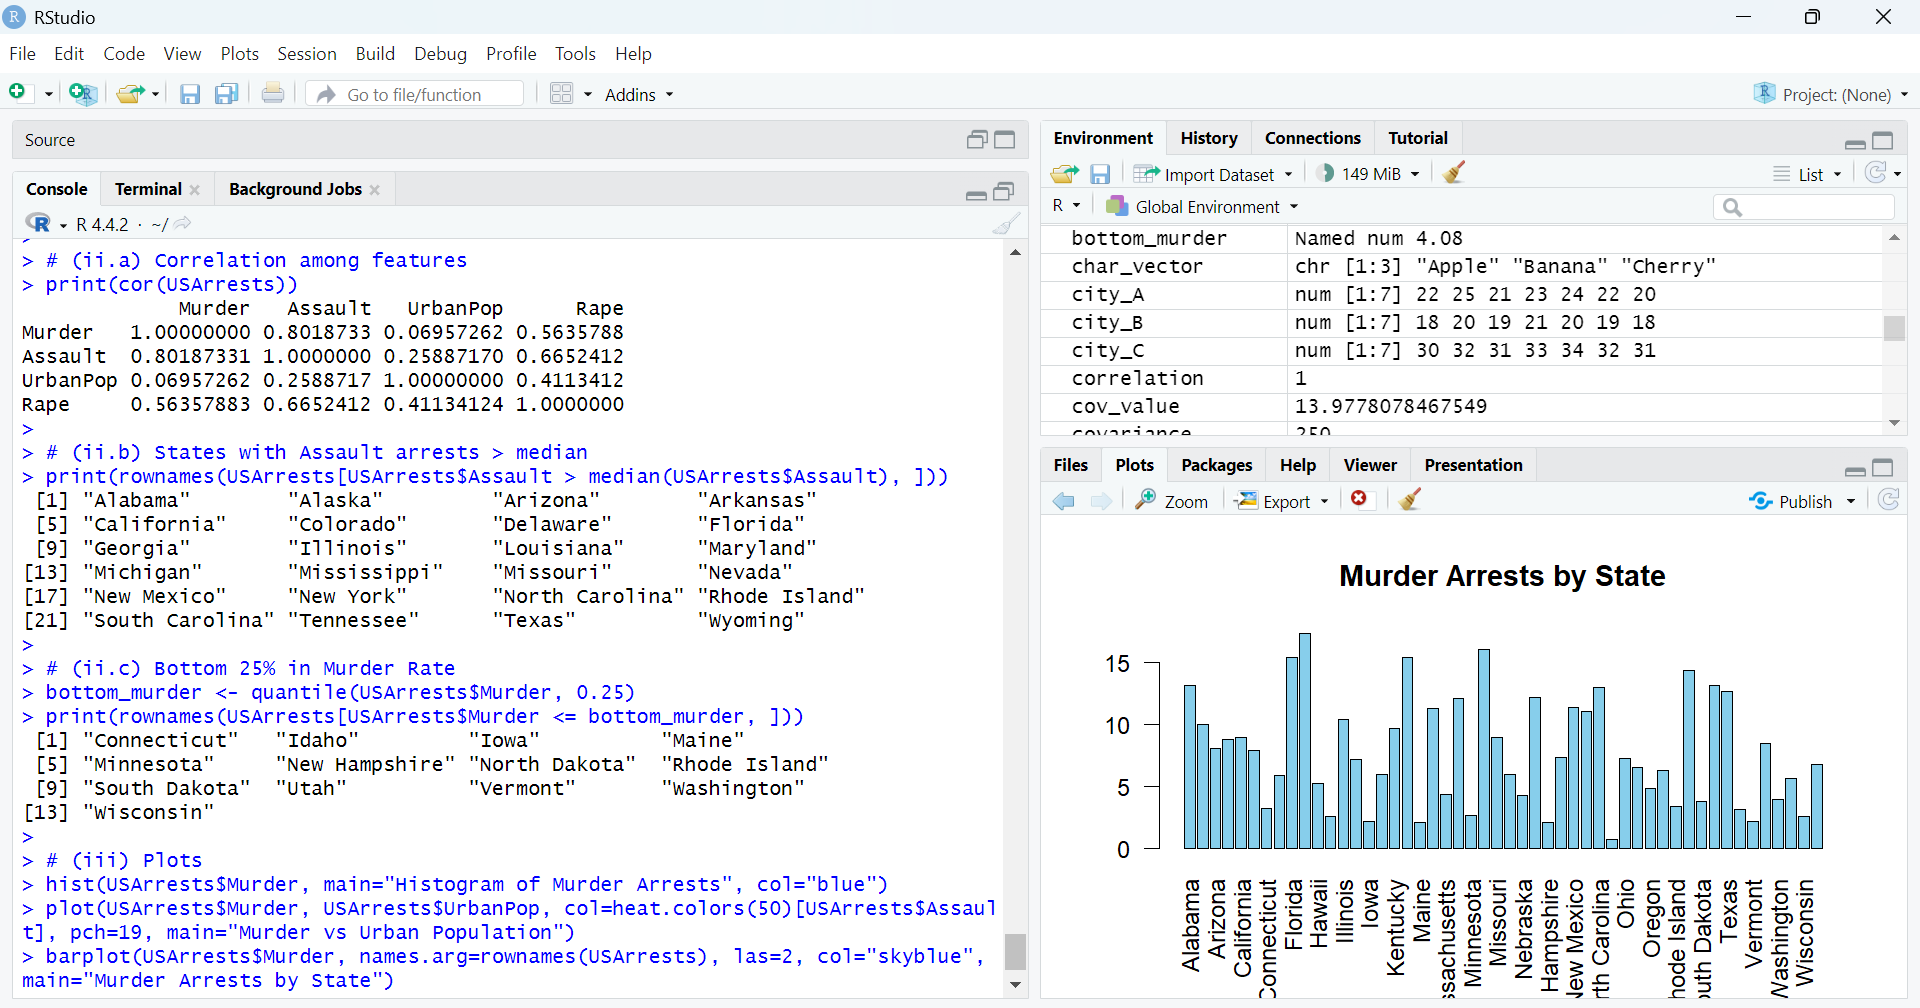 RStudio
File Edit Code View Plots Session Build Debug Profile Tools Help
Go to file/function Addins Project: (None)
Source
Console Terminal Background Jobs
R 4.4.2 · ~/
>
> # (ii.a) Correlation among features
> print(cor(USArrests))
Murder Assault UrbanPop Rape
Murder 1.00000000 0.8018733 0.06957262 0.5635788
Assault 0.80187331 1.0000000 0.25887170 0.6652412
UrbanPop 0.06957262 0.2588717 1.00000000 0.4113412
Rape 0.56357883 0.6652412 0.41134124 1.0000000
>
> # (ii.b) States with Assault arrests > median
> print(rownames(USArrests[USArrests$Assault > median(USArrests$Assault), ]))
[1] "Alabama" "Alaska" "Arizona" "Arkansas"
[5] "California" "Colorado" "Delaware" "Florida"
[9] "Georgia" "Illinois" "Louisiana" "Maryland"
[13] "Michigan" "Mississippi" "Missouri" "Nevada"
[17] "New Mexico" "New York" "North Carolina" "Rhode Island"
[21] "South Carolina" "Tennessee" "Texas" "Wyoming"
>
> # (ii.c) Bottom 25% in Murder Rate
> bottom_murder <- quantile(USArrests$Murder, 0.25)
> print(rownames(USArrests[USArrests$Murder <= bottom_murder, ]))
[1] "Connecticut" "Idaho" "Iowa" "Maine"
[5] "Minnesota" "New Hampshire" "North Dakota" "Rhode Island"
[9] "South Dakota" "Utah" "Vermont" "Washington"
[13] "Wisconsin"
>
> # (iii) Plots
> hist(USArrests$Murder, main="Histogram of Murder Arrests", col="blue")
> plot(USArrests$Murder, USArrests$UrbanPop, col=heat.colors(50)[USArrests$Assaul
t], pch=19, main="Murder vs Urban Population")
> barplot(USArrests$Murder, names.arg=rownames(USArrests), las=2, col="skyblue",
main="Murder Arrests by State")
Environment History Connections Tutorial
Import Dataset 149 MiB List
R Global Environment
bottom_murder Named num 4.08
char_vector chr [1:3] "Apple" "Banana" "Cherry"
city_A num [1:7] 22 25 21 23 24 22 20
city_B num [1:7] 18 20 19 21 20 19 18
city_C num [1:7] 30 32 31 33 34 32 31
correlation 1
cov_value 13.9778078467549
covariance 250
Files Plots Packages Help Viewer Presentation
Zoom Export Publish
Murder Arrests by State
15
10
5
0
Alabama
Arizona
California
Connecticut
Florida
Hawaii
Illinois
Iowa
Kentucky
Maine
ssachusetts
Minnesota
Missouri
Nebraska
Hampshire
New Mexico
rth Carolina
Ohio
Oregon
hode Island
outh Dakota
Texas
Vermont
Washington
Wisconsin